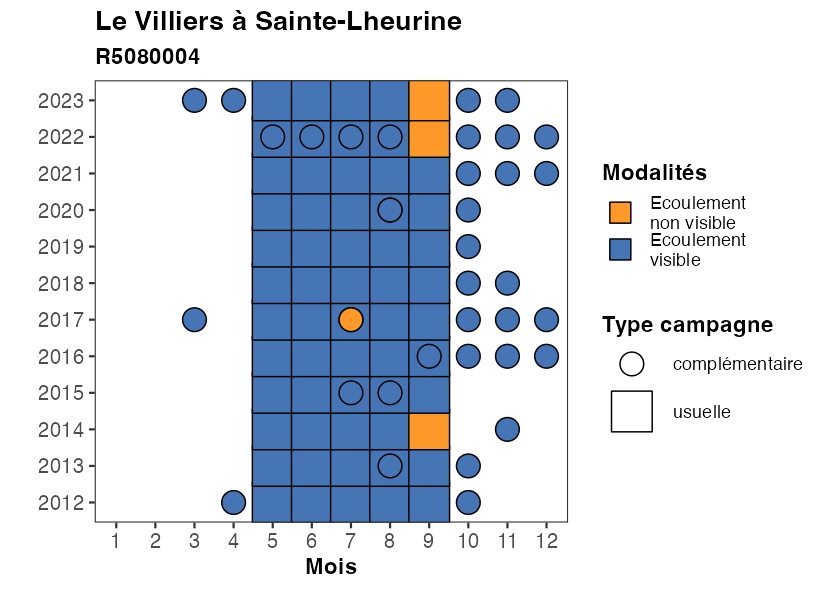 Le Villiers à Sainte-Lheurine
R5080004
2023
2022
2021
2020
2019
2018
2017
2016
2015
2014
2013
2012
1 2 3 4 5 6 7 8 9 10 11 12
Mois
Modalités
Ecoulement
non visible
Ecoulement
visible
Type campagne
complémentaire
usuelle